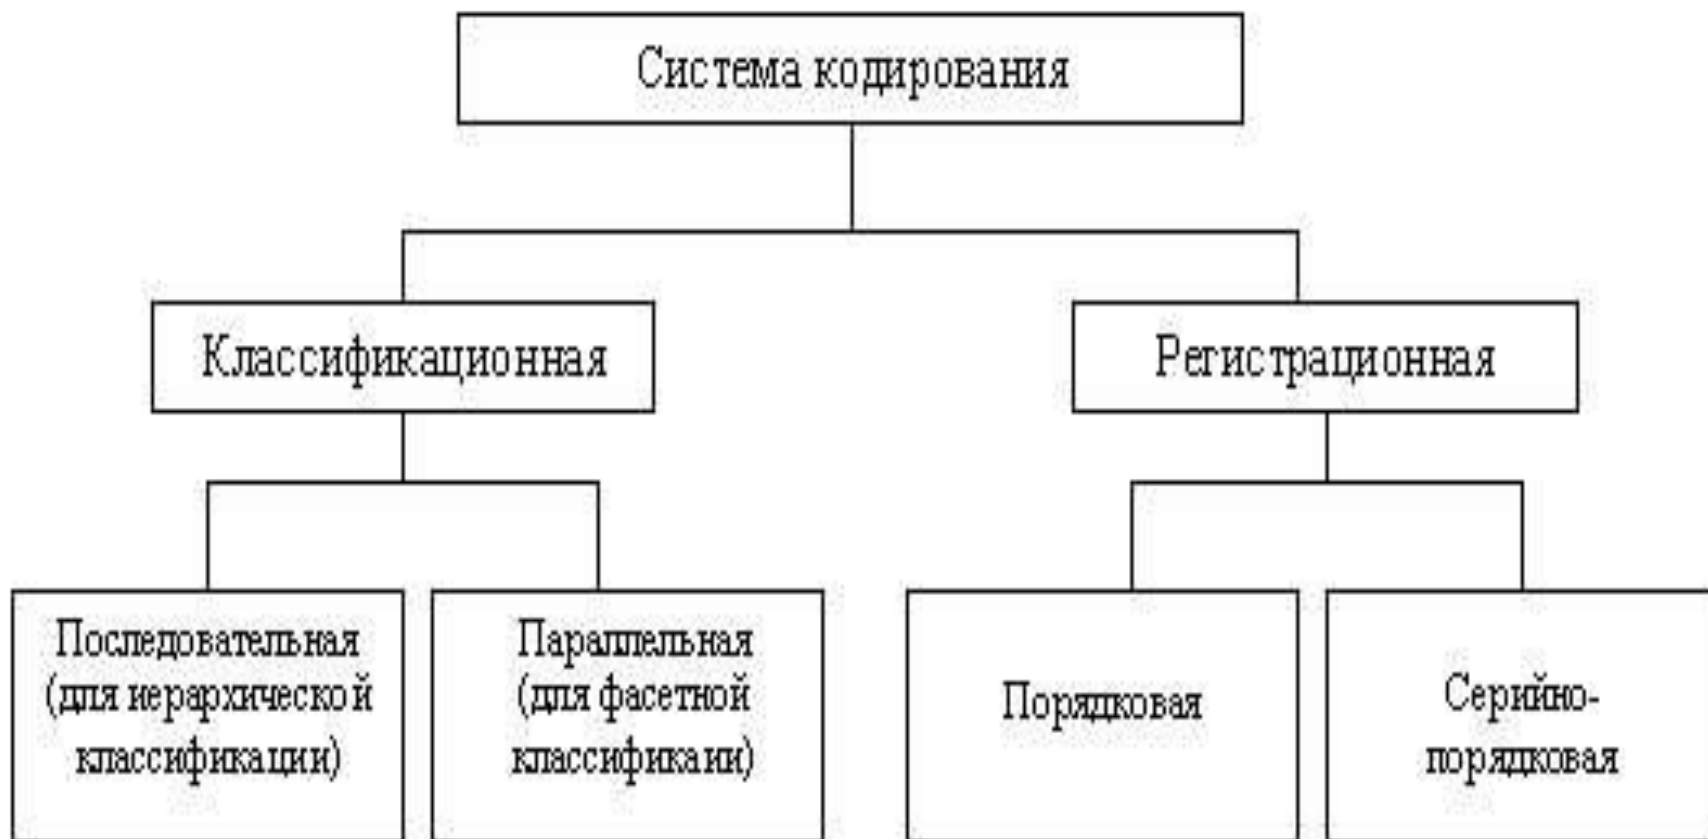 Система кодирования
Классификационная
Регистрационная
Последовательная
(для иерархической
классификации)
Параллельная
(для фасетной
классификаии)
Порядковая
Серийно-
порядковая